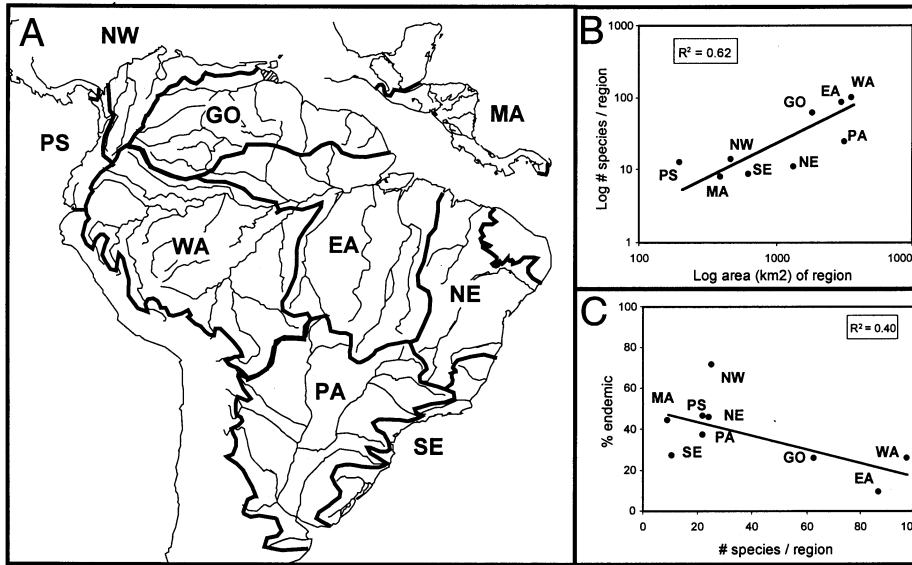 A
NW
PS
GO
MA
WA
EA
NE
PA
SE
B
R² = 0.62
Log # species / region
1000
100
10
1
PS
MA
NW
SE
GO
NE
EA
WA
PA
100
1000
1000
Log area (km2) of region
C
R² = 0.40
% endemic
100
80
60
40
20
0
MA
SE
NW
PS
NE
PA
GO
WA
EA
0
20
40
60
80
10
# species / region